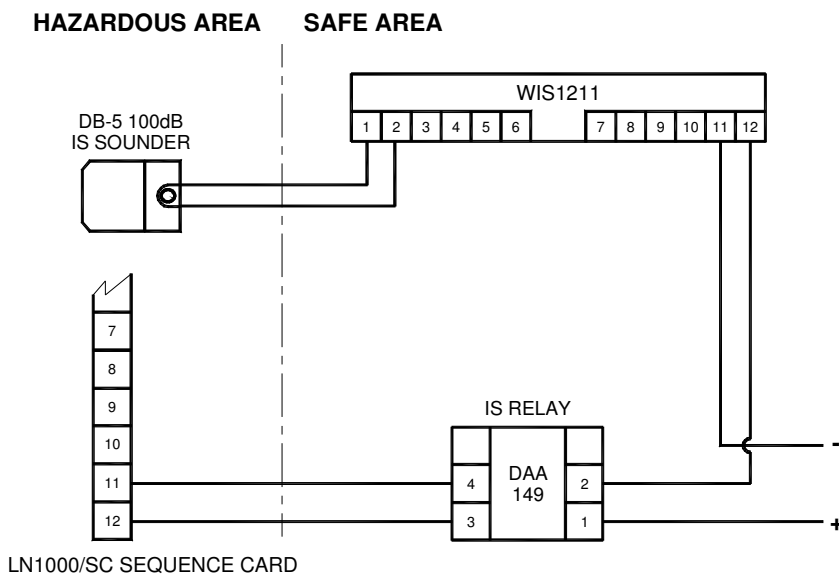 HAZARDOUS AREA SAFE AREA
WIS1211
1 2 3 4 5 6 7 8 9 10 11 12
DB-5 100dB
IS SOUNDER
7
8
9
10
11
12
IS RELAY
DAA
149
4
3
2
1
-
+
LN1000/SC SEQUENCE CARD